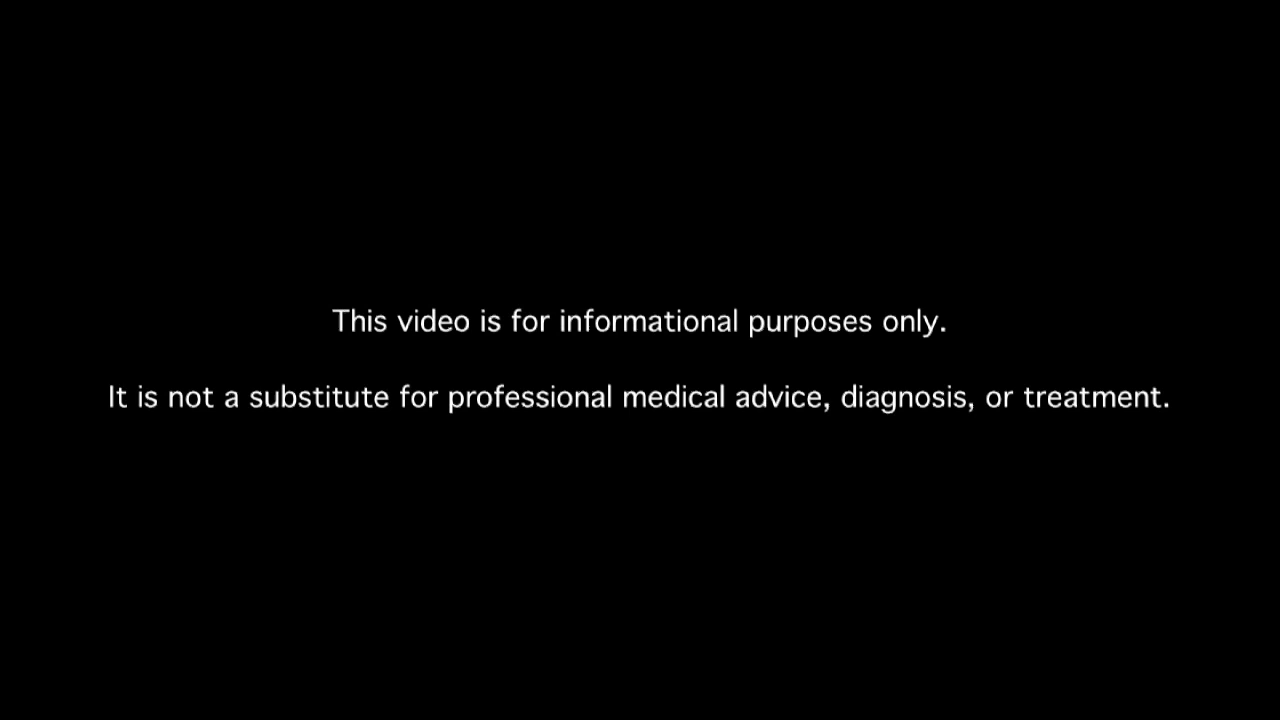 This video is for informational purposes only.
It is not a substitute for professional medical advice, diagnosis, or treatment.